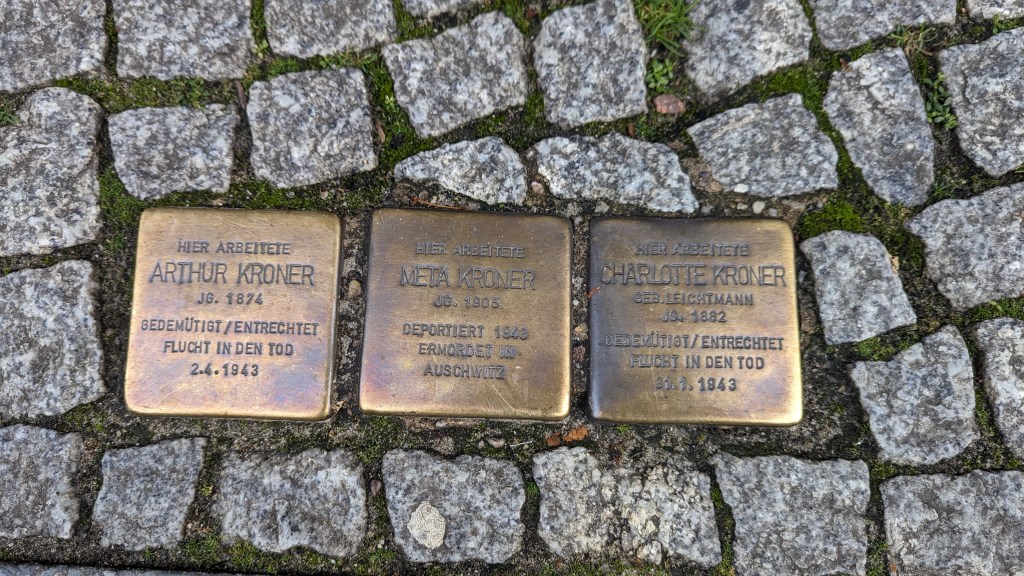 HIER ARBEITETE
ARTHUR KRONER
JG. 1874
GEDEMÜTIGT/ENTRECHTET
FLUCHT IN DEN TOD
2.4.1943
HIER ARBEITETE
META KRONER
JG. 1905
DEPORTIERT 1943
ERMORDET IN
AUSCHWITZ
HIER ARBEITETE
CHARLOTTE KRONER
GEB. LEICHTMANN
JG. 1882
GEDEMÜTIGT/ENTRECHTET
FLUCHT IN DEN TOD
31.1.1943